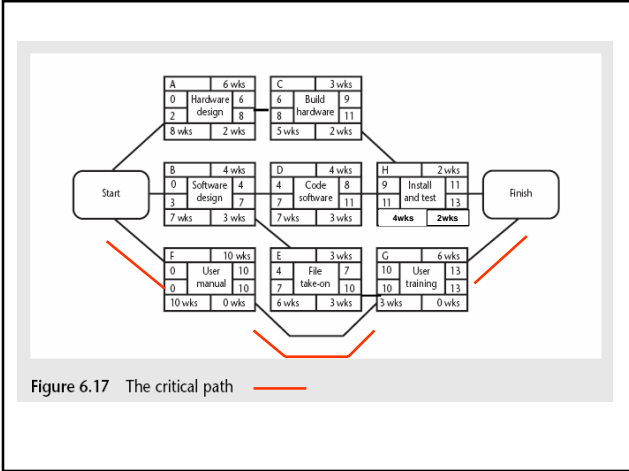 A 6 wks
0 Hardware design 6
2 8
8 wks 2 wks
C 3 wks
6 Build hardware 9
8 11
5 wks 2 wks
Start
B 4 wks
0 Software design 4
3 7
7 wks 3 wks
D 4 wks
4 Code software 8
7 11
7 wks 3 wks
H 2 wks
9 Install and test 11
11 13
4wks 2wks
Finish
F 10 wks
0 User manual 10
0 10
10 wks 0 wks
E 3 wks
4 File take-on 7
7 10
6 wks 3 wks
G 6 wks
10 User training 13
10 13
3 wks 0 wks
Figure 6.17 The critical path